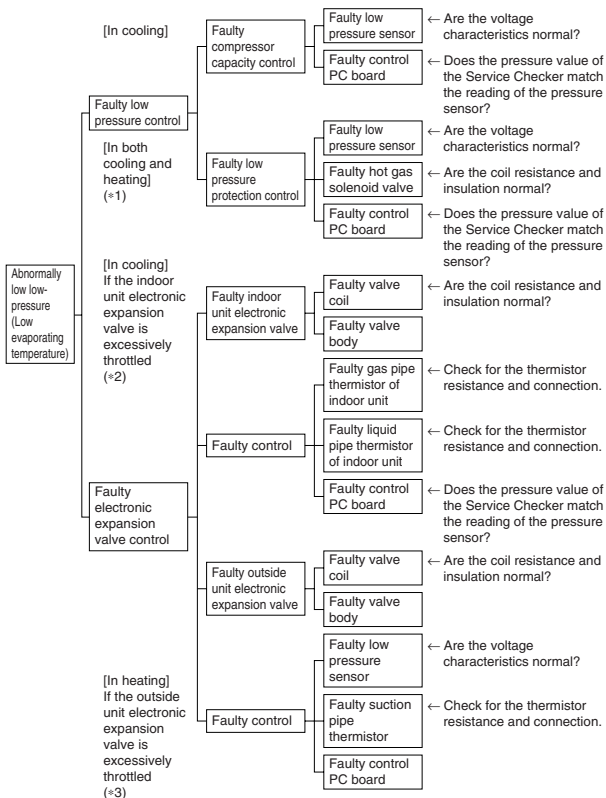 [In cooling]
Faulty
compressor
capacity control
Faulty low
pressure sensor
← Are the voltage
characteristics normal?
Faulty control
PC board
← Does the pressure value of
the Service Checker match
the reading of the pressure
sensor?
Faulty low
pressure control
[In both
cooling and
heating]
(*1)
Faulty low
pressure
protection control
Faulty low
pressure sensor
← Are the voltage
characteristics normal?
Faulty hot gas
solenoid valve
← Are the coil resistance and
insulation normal?
Faulty control
PC board
← Does the pressure value of
the Service Checker match
the reading of the pressure
sensor?
Abnormally
low low-
pressure
(Low
evaporating
temperature)
[In cooling]
If the indoor
unit electronic
expansion
valve is
excessively
throttled
(*2)
Faulty indoor
unit electronic
expansion valve
Faulty valve
coil
← Are the coil resistance and
insulation normal?
Faulty valve
body
Faulty control
Faulty gas pipe
thermistor of
indoor unit
← Check for the thermistor
resistance and connection.
Faulty liquid
pipe thermistor
of indoor unit
← Check for the thermistor
resistance and connection.
Faulty control
PC board
← Does the pressure value of
the Service Checker match
the reading of the pressure
sensor?
Faulty
electronic
expansion
valve control
Faulty outside
unit electronic
expansion valve
Faulty valve
coil
← Are the coil resistance and
insulation normal?
Faulty valve
body
[In heating]
If the outside
unit electronic
expansion
valve is
excessively
throttled
(*3)
Faulty control
Faulty low
pressure
sensor
← Are the voltage
characteristics normal?
Faulty suction
pipe
thermistor
← Check for the thermistor
resistance and connection.
Faulty control
PC board